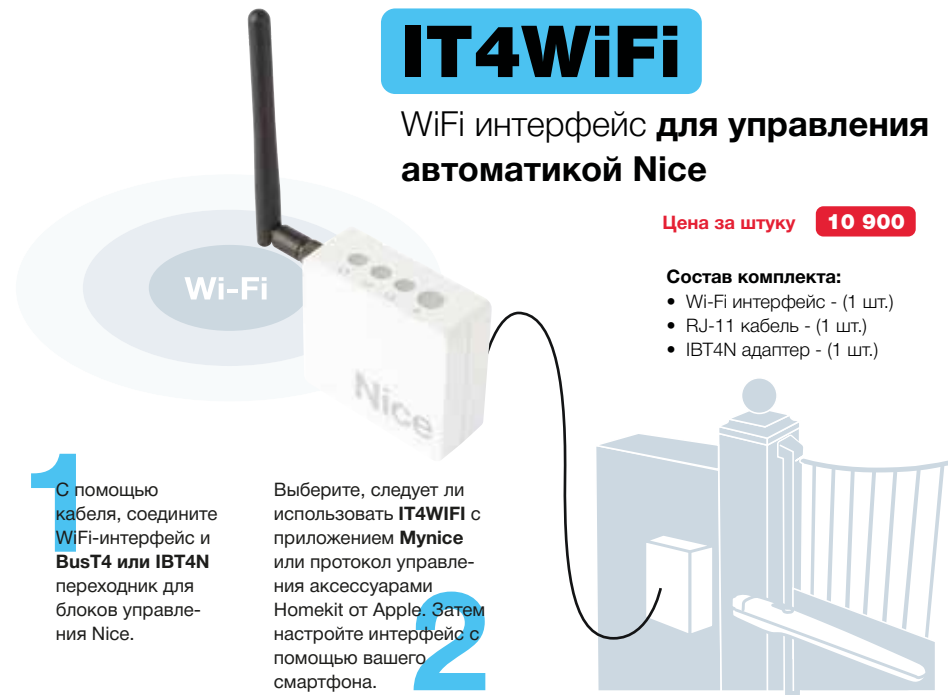 IT4WiFi
WiFi интерфейс для управления
автоматикой Nice
Цена за штуку 10 900
Состав комплекта:
• Wi-Fi интерфейс - (1 шт.)
• RJ-11 кабель - (1 шт.)
• IBT4N адаптер - (1 шт.)
Wi-Fi
Nice
1
С помощью
кабеля, соедините
WiFi-интерфейс и
BusT4 или IBT4N
переходник для
блоков управле-
ния Nice.
2
Выберите, следует ли
использовать IT4WIFI с
приложением Mynice
или протокол управле-
ния аксессуарами
Homekit от Apple. Затем
настройте интерфейс с
помощью вашего
смартфона.